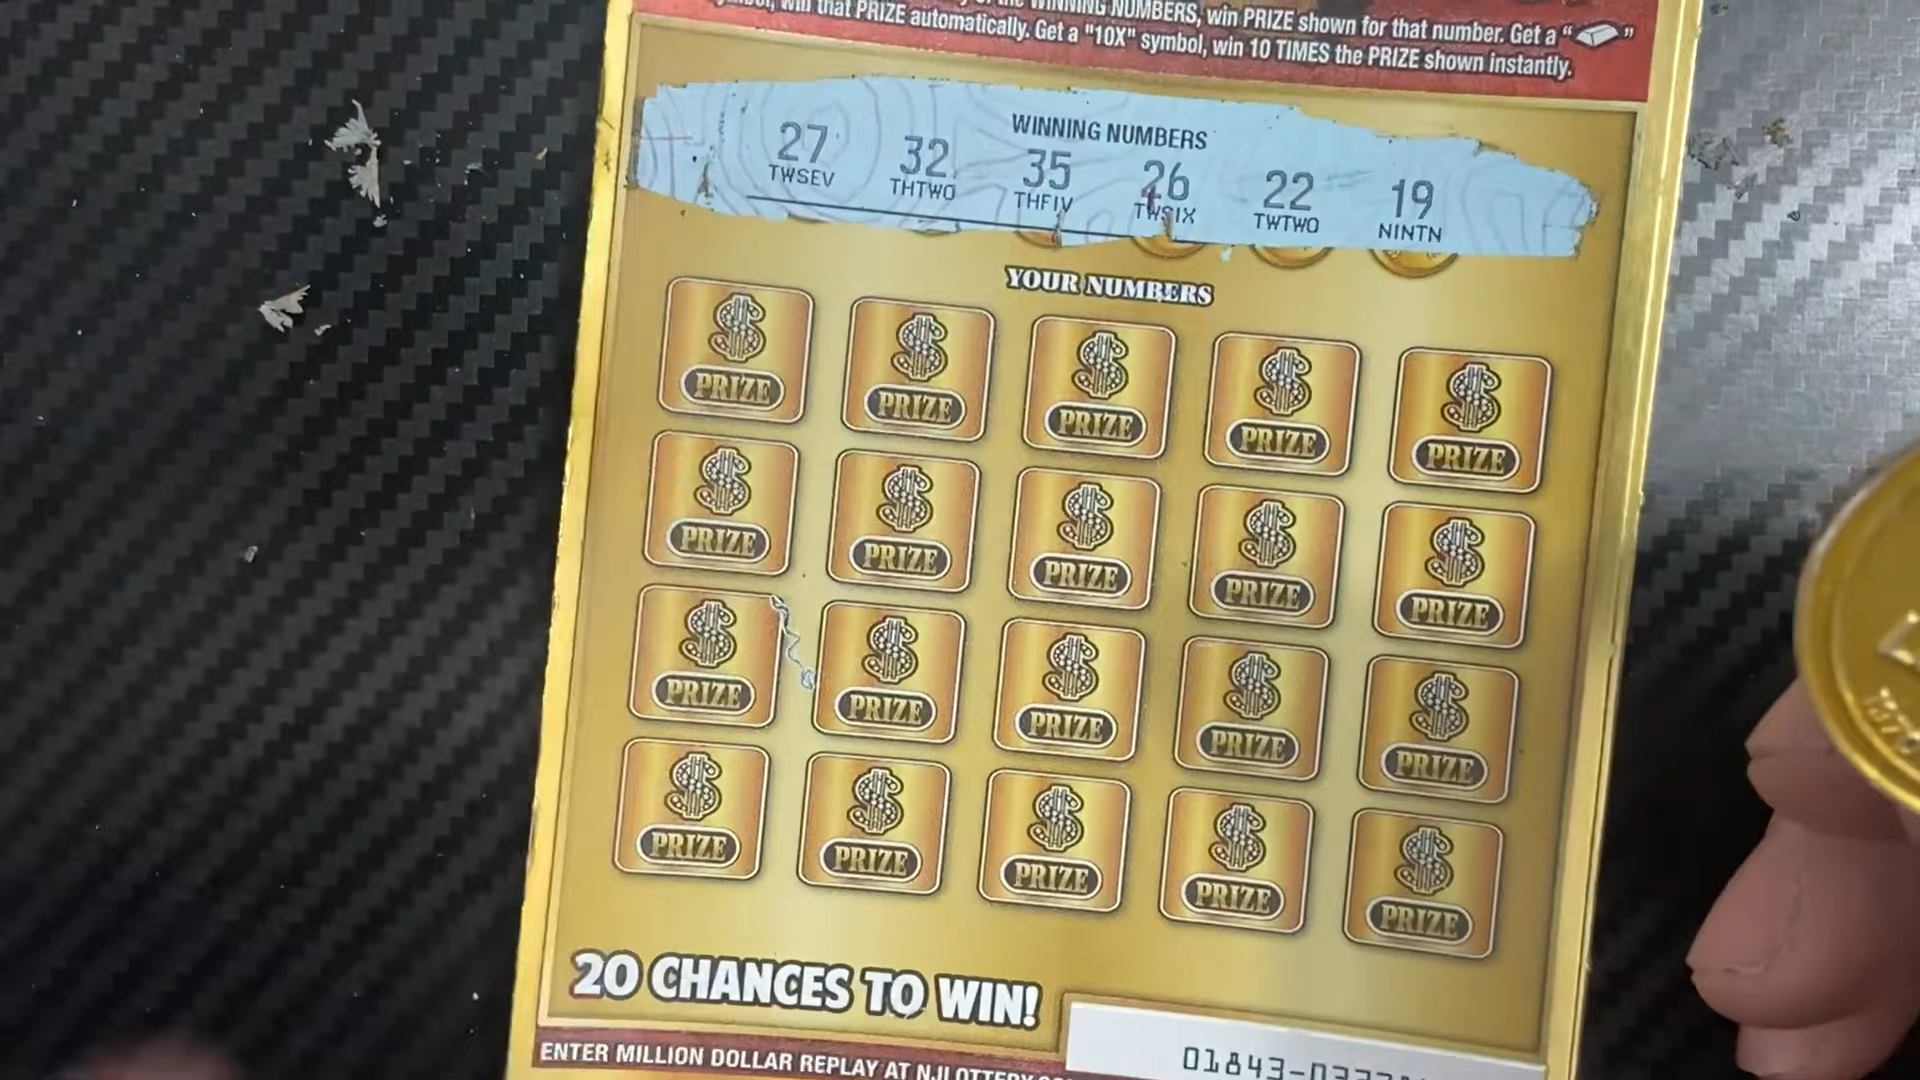 WINNING NUMBERS, win PRIZE shown for that number. Get a "
"
win that PRIZE automatically. Get a "10X" symbol, win 10 TIMES the PRIZE shown instantly.
WINNING NUMBERS
27 32 35 26 22 19
TWSEV THTWO THFIV TWSIX TWTWO NINTN
YOUR NUMBERS
$ $ $ $ $
PRIZE PRIZE PRIZE PRIZE PRIZE
$ $ $ $ $
PRIZE PRIZE PRIZE PRIZE PRIZE
$ $ $ $ $
PRIZE PRIZE PRIZE PRIZE PRIZE
$ $ $ $ $
PRIZE PRIZE PRIZE PRIZE PRIZE
20 CHANCES TO WIN!
ENTER MILLION DOLLAR REPLAY AT
01843-